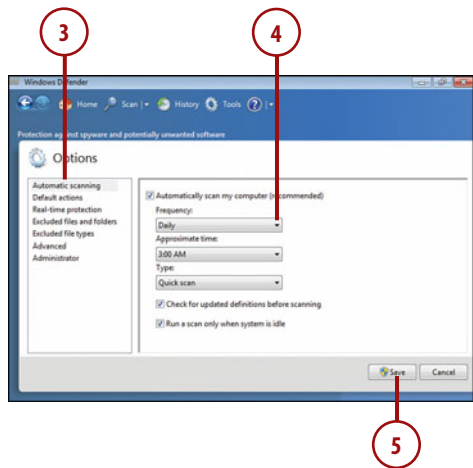 3
4
Windows Defender
Home Scan History Tools
Protection against spyware and potentially unwanted software
Options
Automatic scanning
Default actions
Real-time protection
Excluded files and folders
Excluded file types
Advanced
Administrator
Automatically scan my computer (recommended)
Frequency:
Daily
Approximate time:
3:00 AM
Type:
Quick scan
Check for updated definitions before scanning
Run a scan only when system is idle
Save Cancel
5